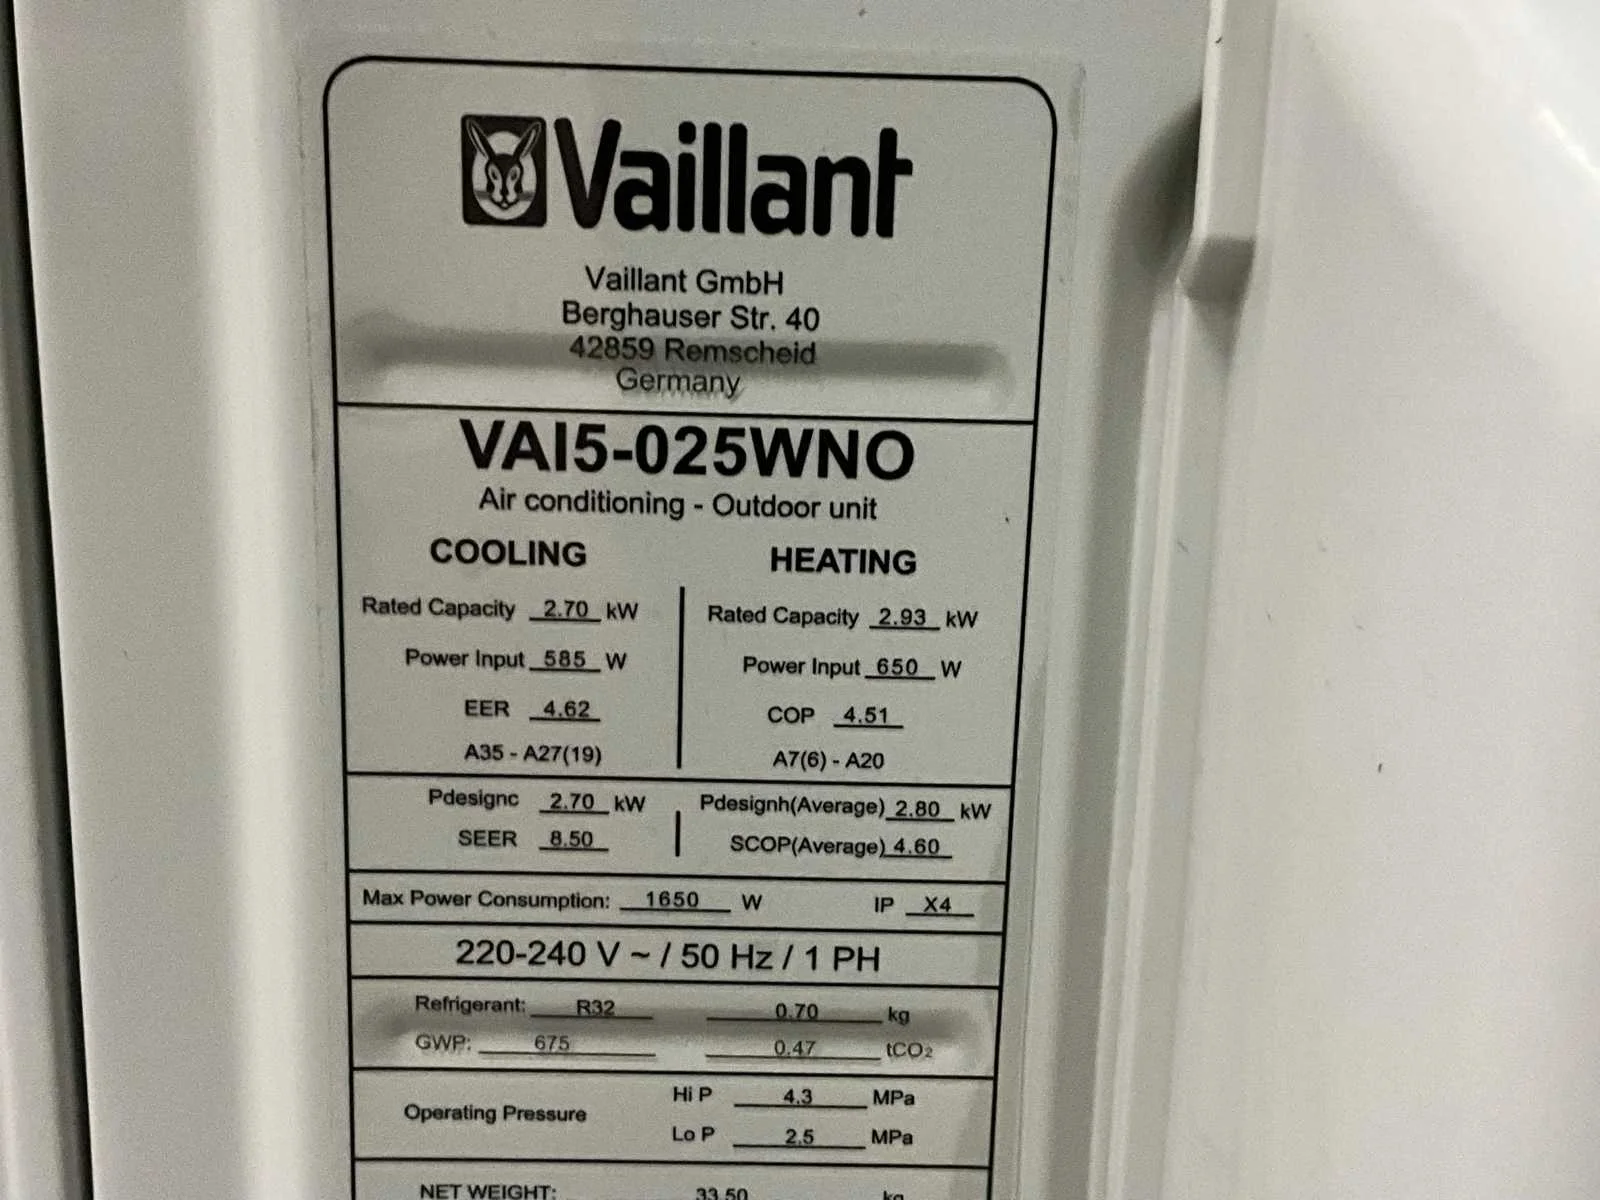 Vaillant
Vaillant GmbH
Berghauser Str. 40
42859 Remscheid
Germany
VAI5-025WNO
Air conditioning - Outdoor unit
COOLING HEATING
Rated Capacity 2.70 kW Rated Capacity 2.93 kW
Power Input 585 W Power Input 650 W
EER 4.62 COP 4.51
A35 - A27(19) A7(6) - A20
Pdesignc 2.70 kW Pdesignh(Average) 2.80 kW
SEER 8.50 SCOP(Average) 4.60
Max Power Consumption: 1650 W IP X4
220-240 V ~ / 50 Hz / 1 PH
Refrigerant: R32 0.70 kg
GWP: 675 0.47 tCO₂
Operating Pressure Hi P 4.3 MPa
Lo P 2.5 MPa
NET WEIGHT: 33.50 kg